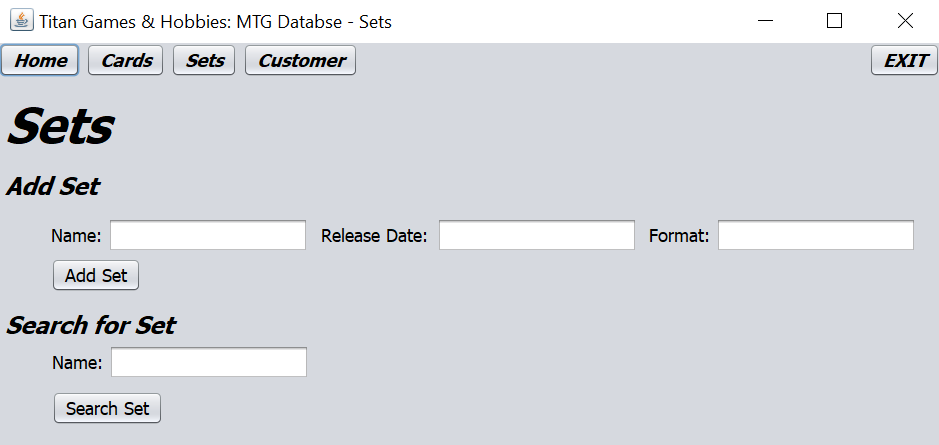 Titan Games & Hobbies: MTG Databse - Sets
Home Cards Sets Customer EXIT
Sets
Add Set
Name: Release Date: Format:
Add Set
Search for Set
Name:
Search Set